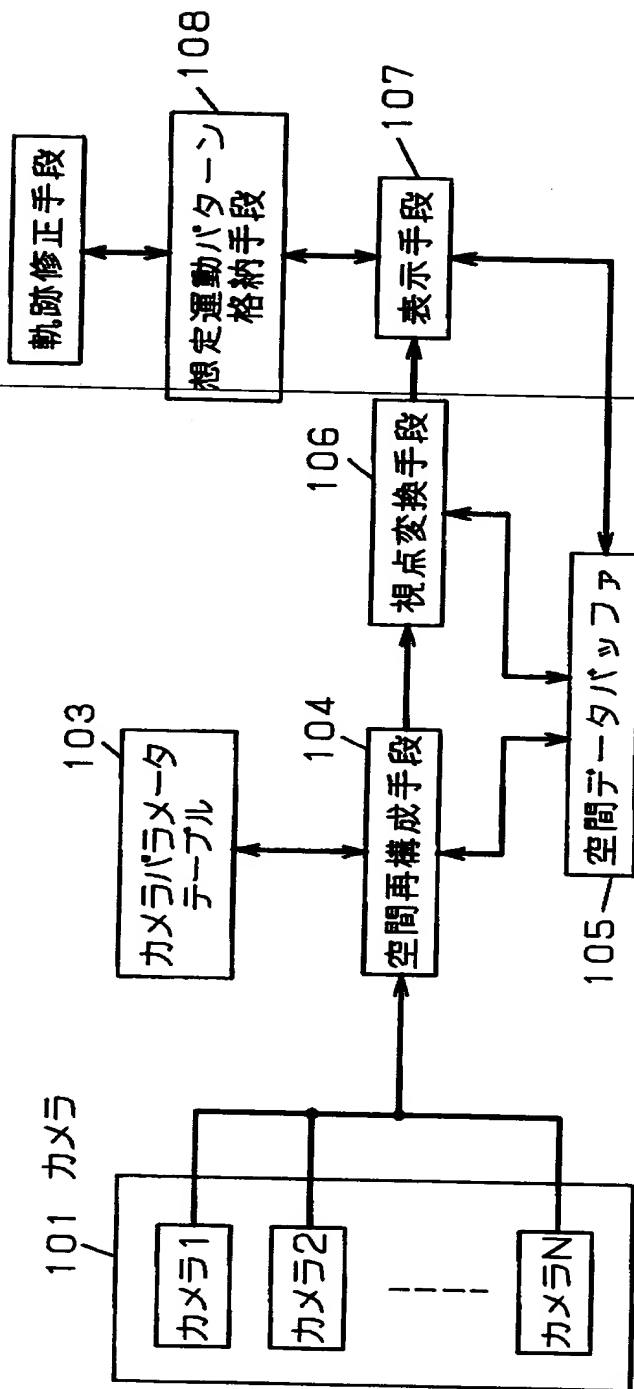 101 カメラ
カメラ1
カメラ2
カメラN
103
カメラパラメータ
テーブル
104
空間再構成手段
105
空間データバッファ
106
視点変換手段
107
表示手段
108
想定運動パターン
格納手段
軌跡修正手段